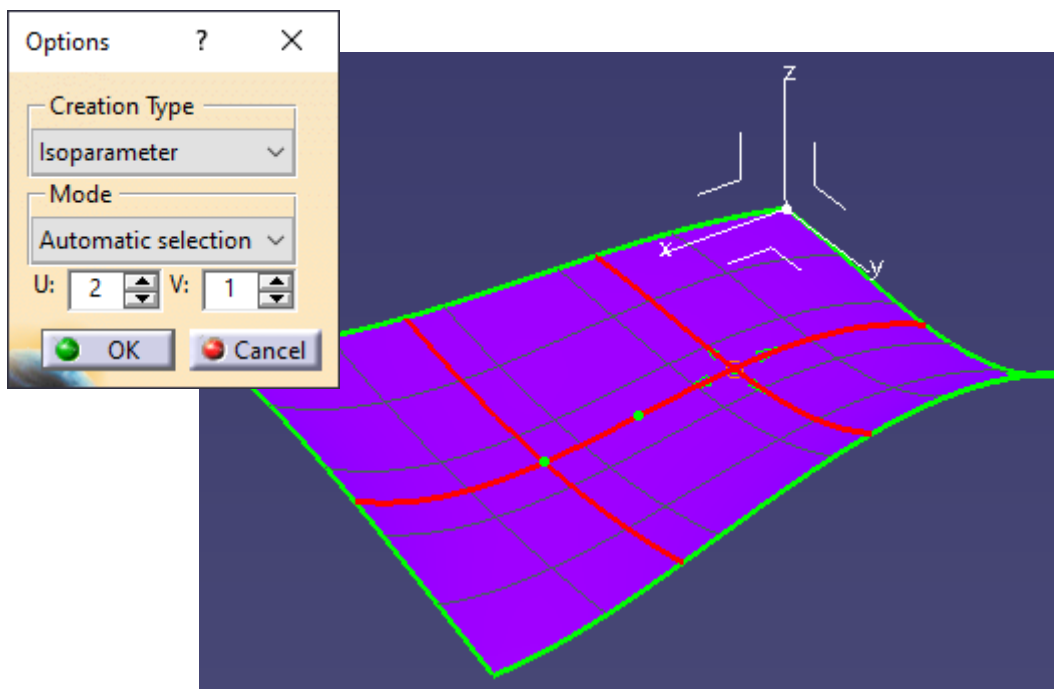 Options ?
Creation Type
Isoparameter
Mode
Automatic selection
U: 2 V: 1
OK Cancel
z
x
y